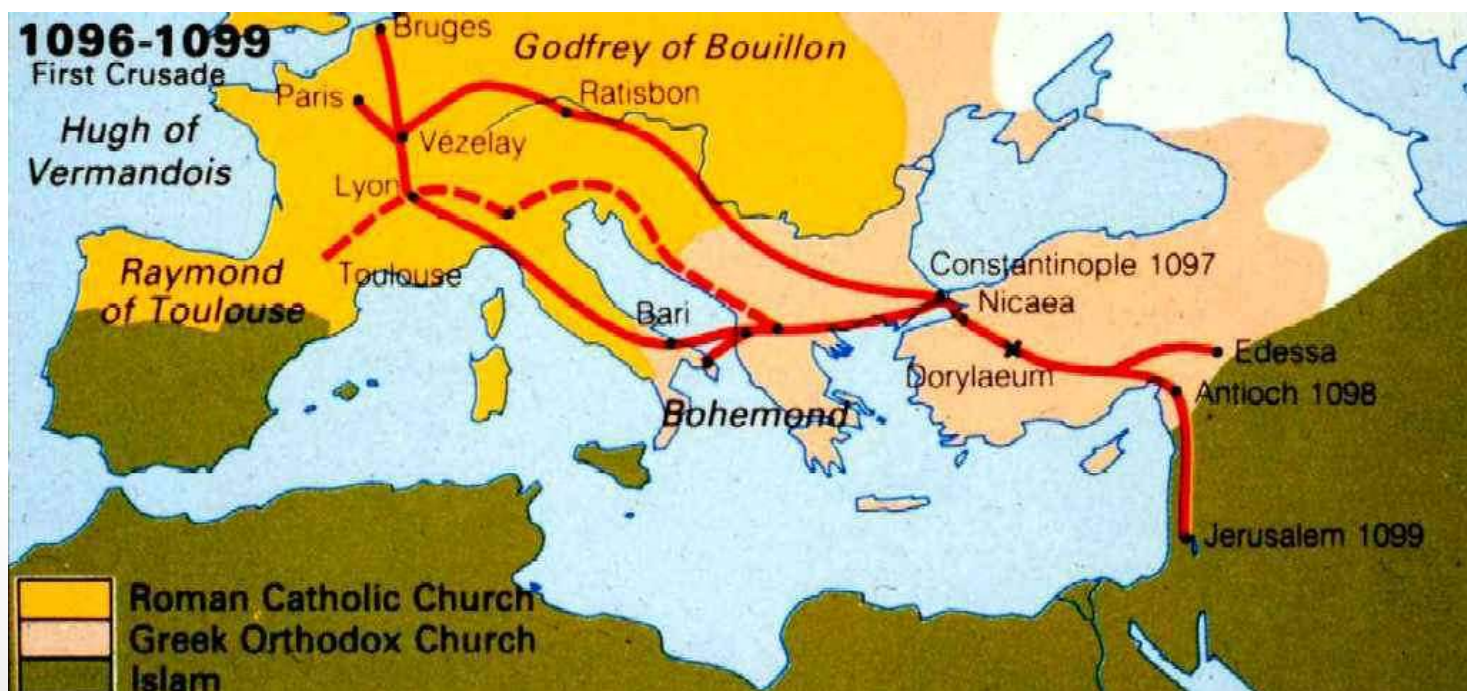 1096-1099
First Crusade
Bruges
Godfrey of Bouillon
Paris
Ratisbon
Hugh of
Vermandois
Vézelay
Lyon
Raymond
of Toulouse
Toulouse
Constantinople 1097
Nicaea
Bari
Dorylaeum
Edessa
Antioch 1098
Bohemond
Jerusalem 1099
Roman Catholic Church
Greek Orthodox Church
Islam